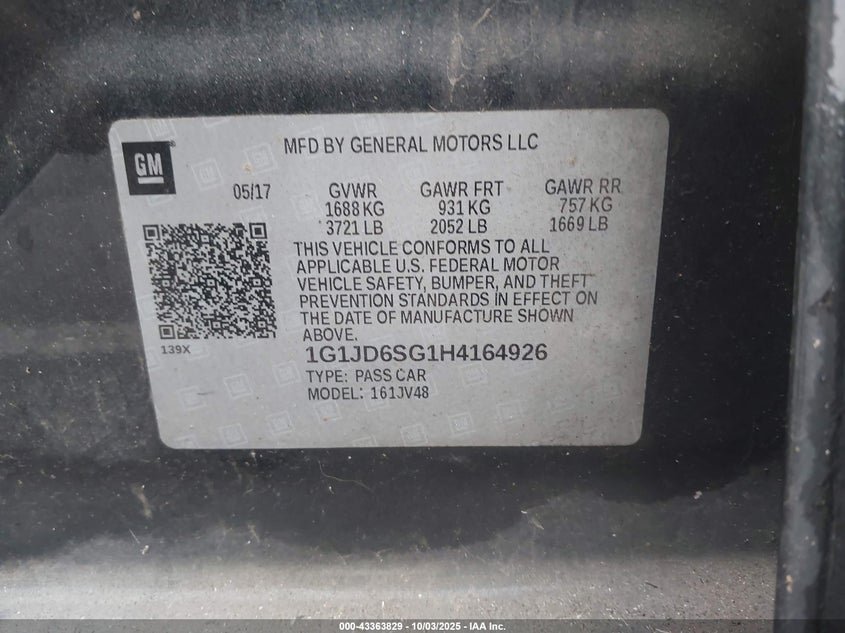 MFD BY GENERAL MOTORS LLC
GM
05/17 GVWR GAWR FRT GAWR RR
1688 KG 931 KG 757 KG
3721 LB 2052 LB 1669 LB
THIS VEHICLE CONFORMS TO ALL
APPLICABLE U.S. FEDERAL MOTOR
VEHICLE SAFETY, BUMPER, AND THEFT
PREVENTION STANDARDS IN EFFECT ON
THE DATE OF MANUFACTURE SHOWN
ABOVE.
139X
1G1JD6SG1H4164926
TYPE: PASS CAR
MODEL: 161JV48
000-43363829 - 10/03/2025 - IAA Inc.